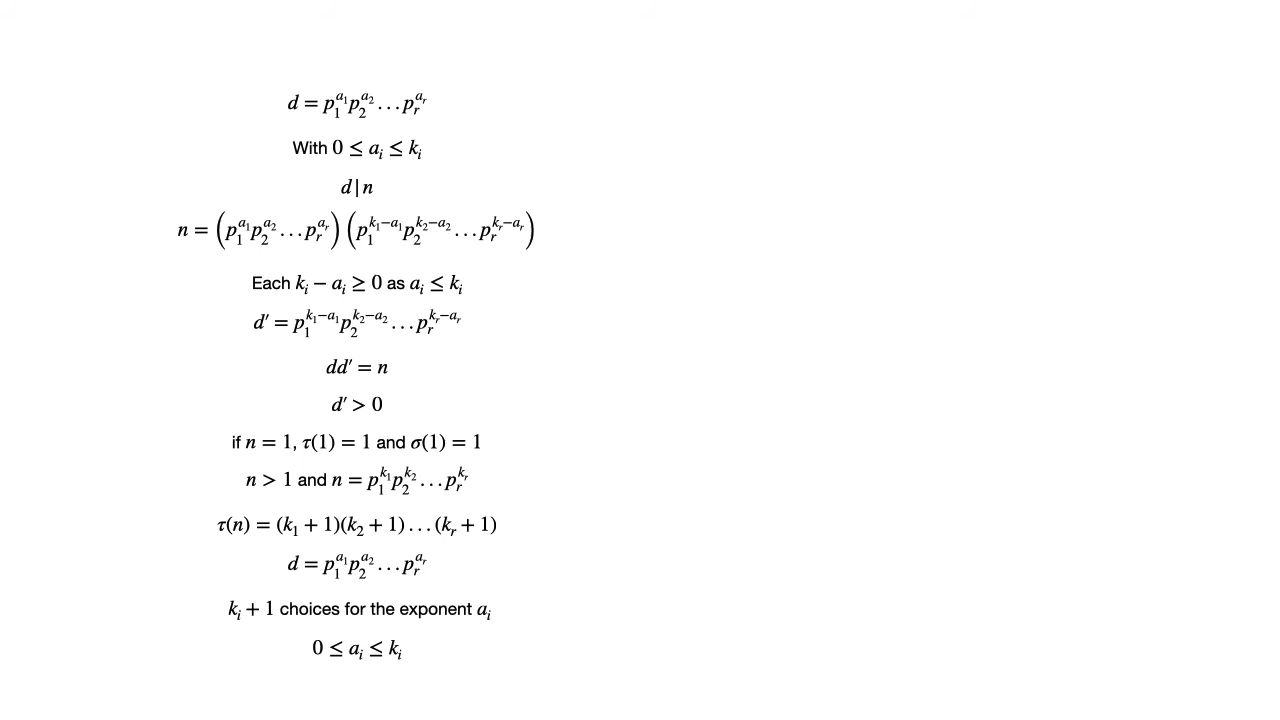 d = p_1^{a_1} p_2^{a_2} … p_r^{a_r}
With 0 ≤ a_i ≤ k_i
d | n
n = (p_1^{a_1} p_2^{a_2} … p_r^{a_r}) (p_1^{k_1−a_1} p_2^{k_2−a_2} … p_r^{k_r−a_r})
Each k_i − a_i ≥ 0 as a_i ≤ k_i
d′ = p_1^{k_1−a_1} p_2^{k_2−a_2} … p_r^{k_r−a_r}
dd′ = n
d′ > 0
if n = 1, τ(1) = 1 and σ(1) = 1
n > 1 and n = p_1^{k_1} p_2^{k_2} … p_r^{k_r}
τ(n) = (k_1 + 1)(k_2 + 1)…(k_r + 1)
d = p_1^{a_1} p_2^{a_2} … p_r^{a_r}
k_i + 1 choices for the exponent a_i
0 ≤ a_i ≤ k_i